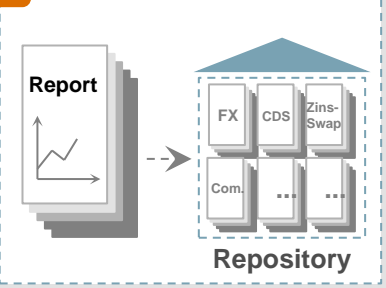 Report
FX
CDS
Zins-
Swap
Com.
...
...
Repository